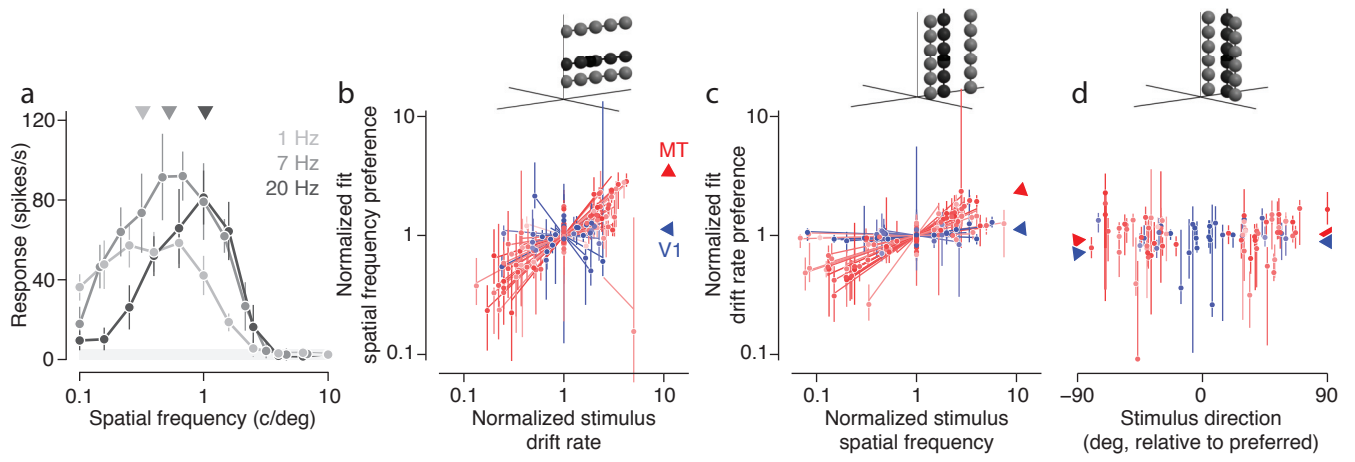 a
120
80
40
0
Response (spikes/s)
1 Hz
7 Hz
20 Hz
0.1
1
10
Spatial frequency (c/deg)
b
10
1
0.1
Normalized fit
spatial frequency preference
MT
V1
0.1
1
10
Normalized stimulus
drift rate
c
10
1
0.1
Normalized fit
drift rate preference
0.1
1
10
Normalized stimulus
spatial frequency
d
−90
0
90
Stimulus direction
(deg, relative to preferred)